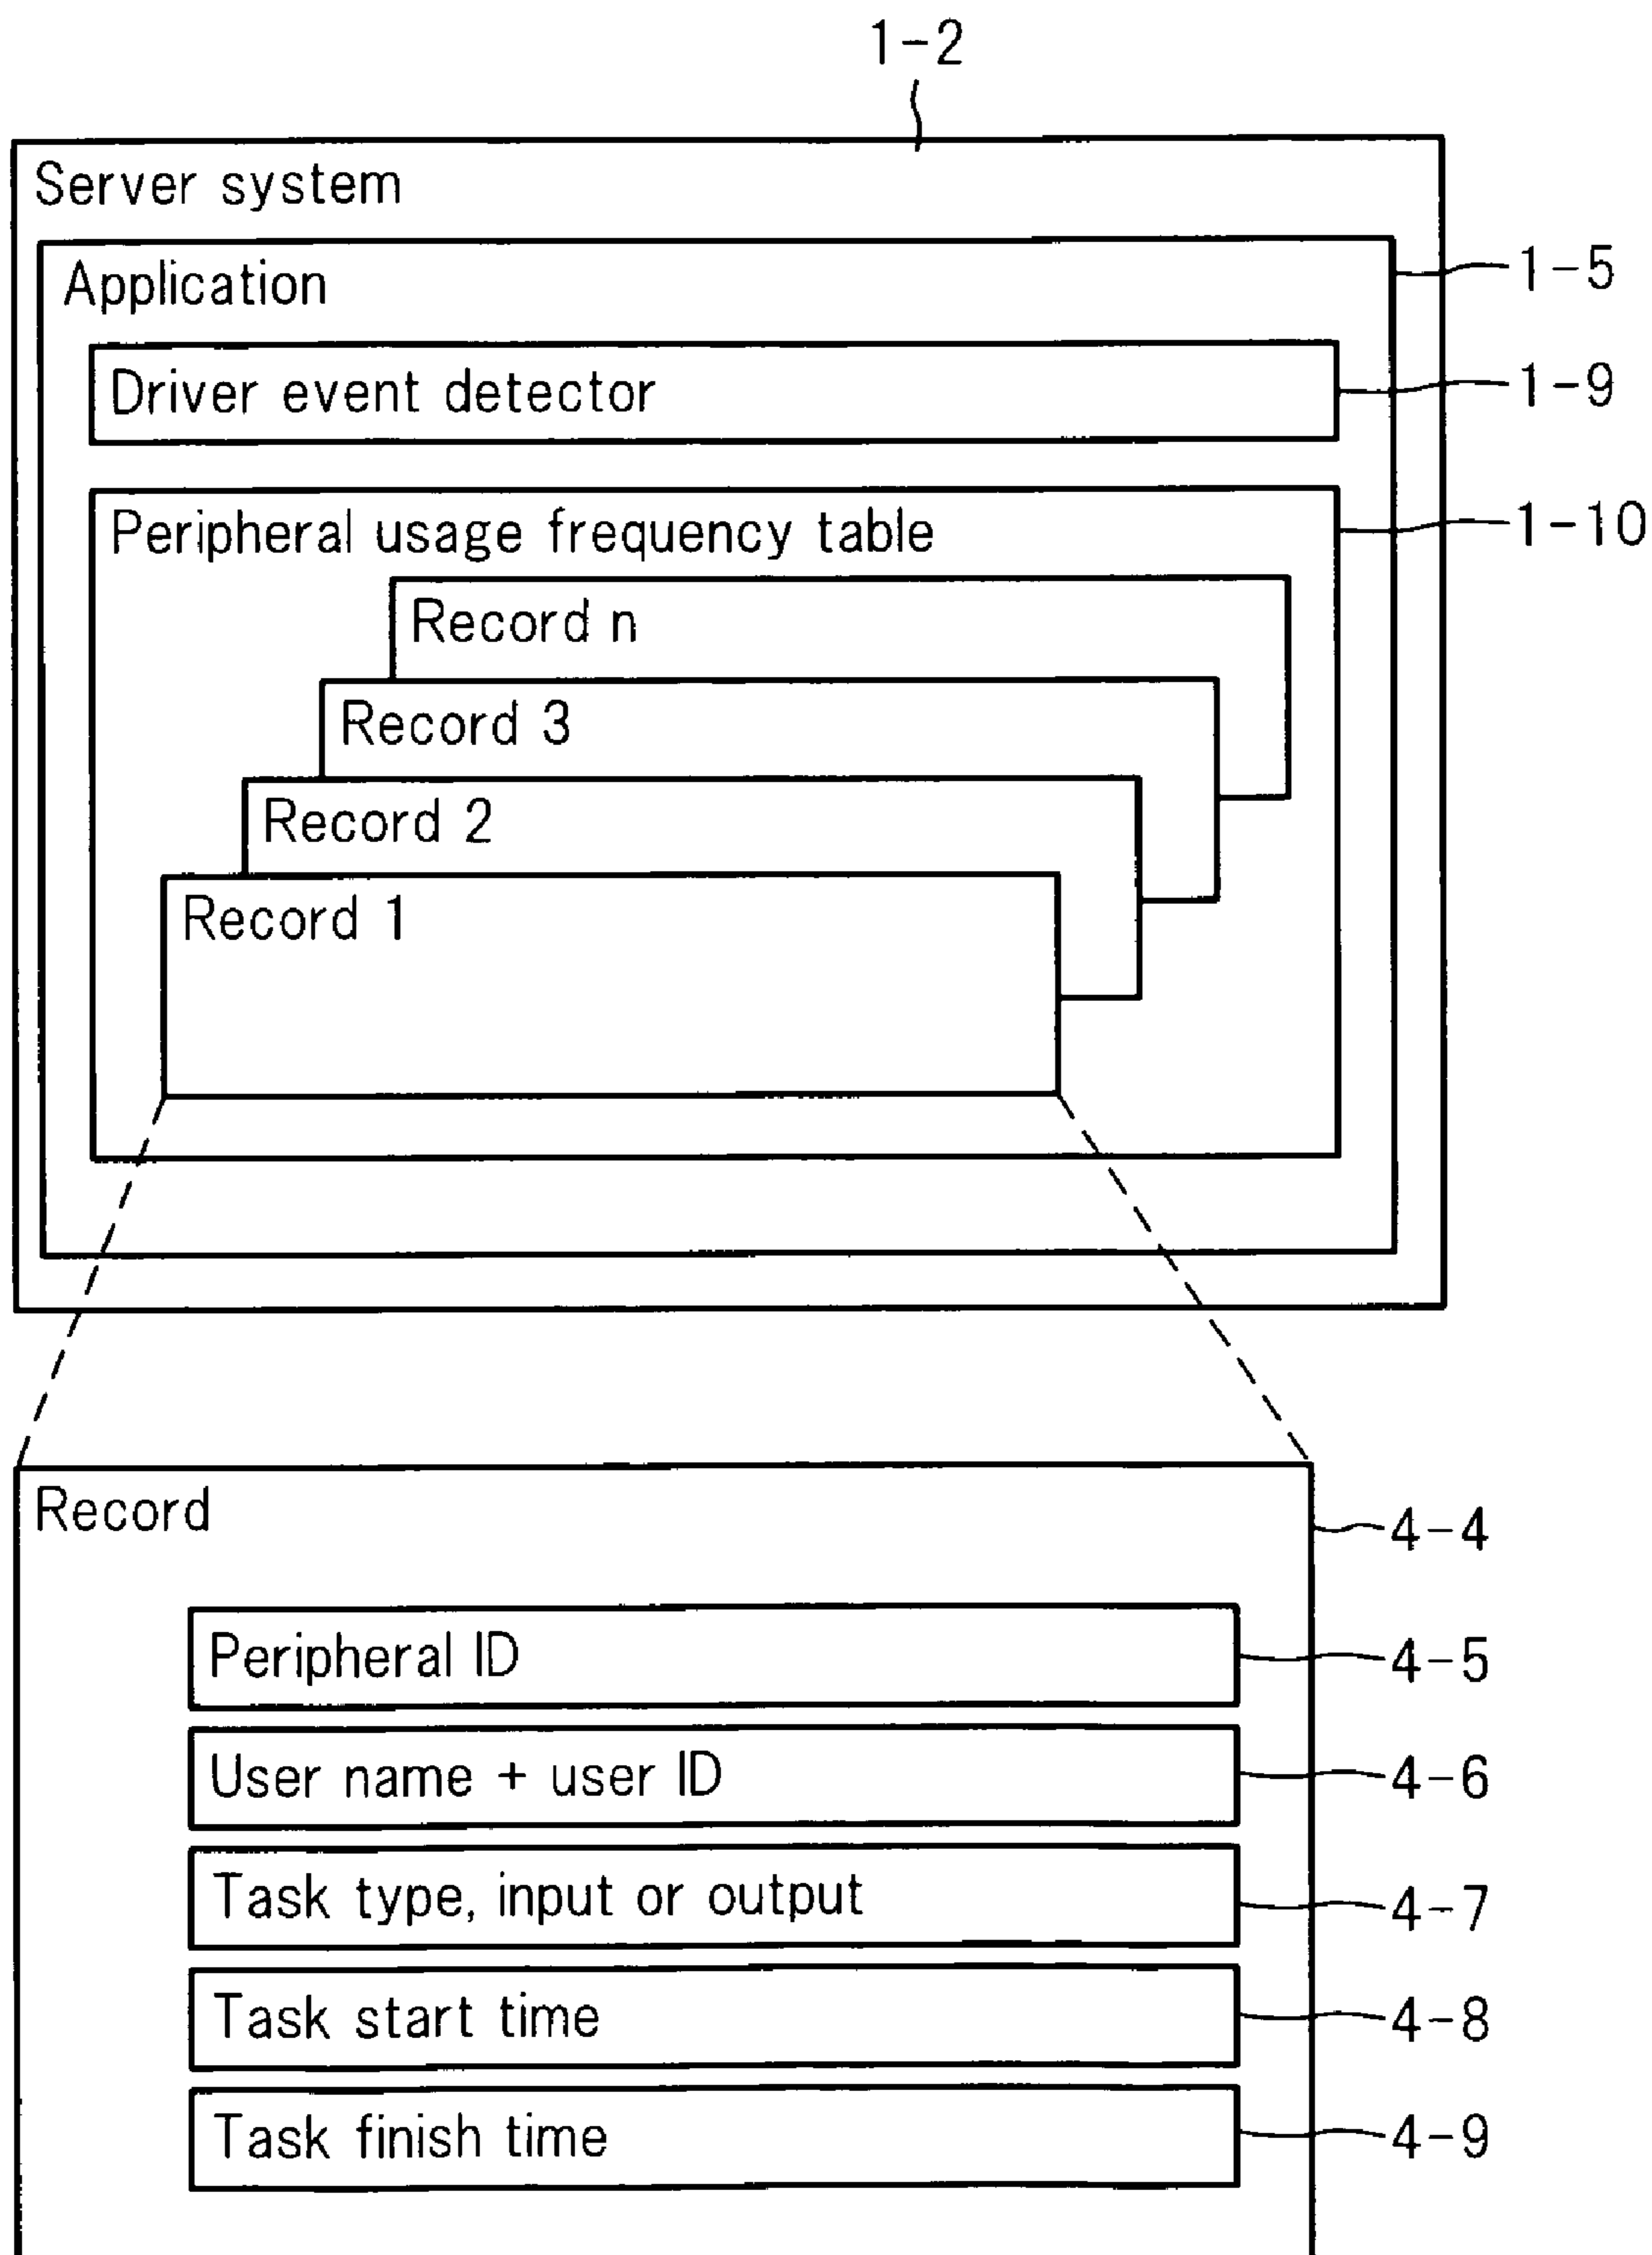 1-2
Server system
Application
1-5
Driver event detector
1-9
Peripheral usage frequency table
1-10
Record n
Record 3
Record 2
Record 1
Record
4-4
Peripheral ID
4-5
User name + user ID
4-6
Task type, input or output
4-7
Task start time
4-8
Task finish time
4-9